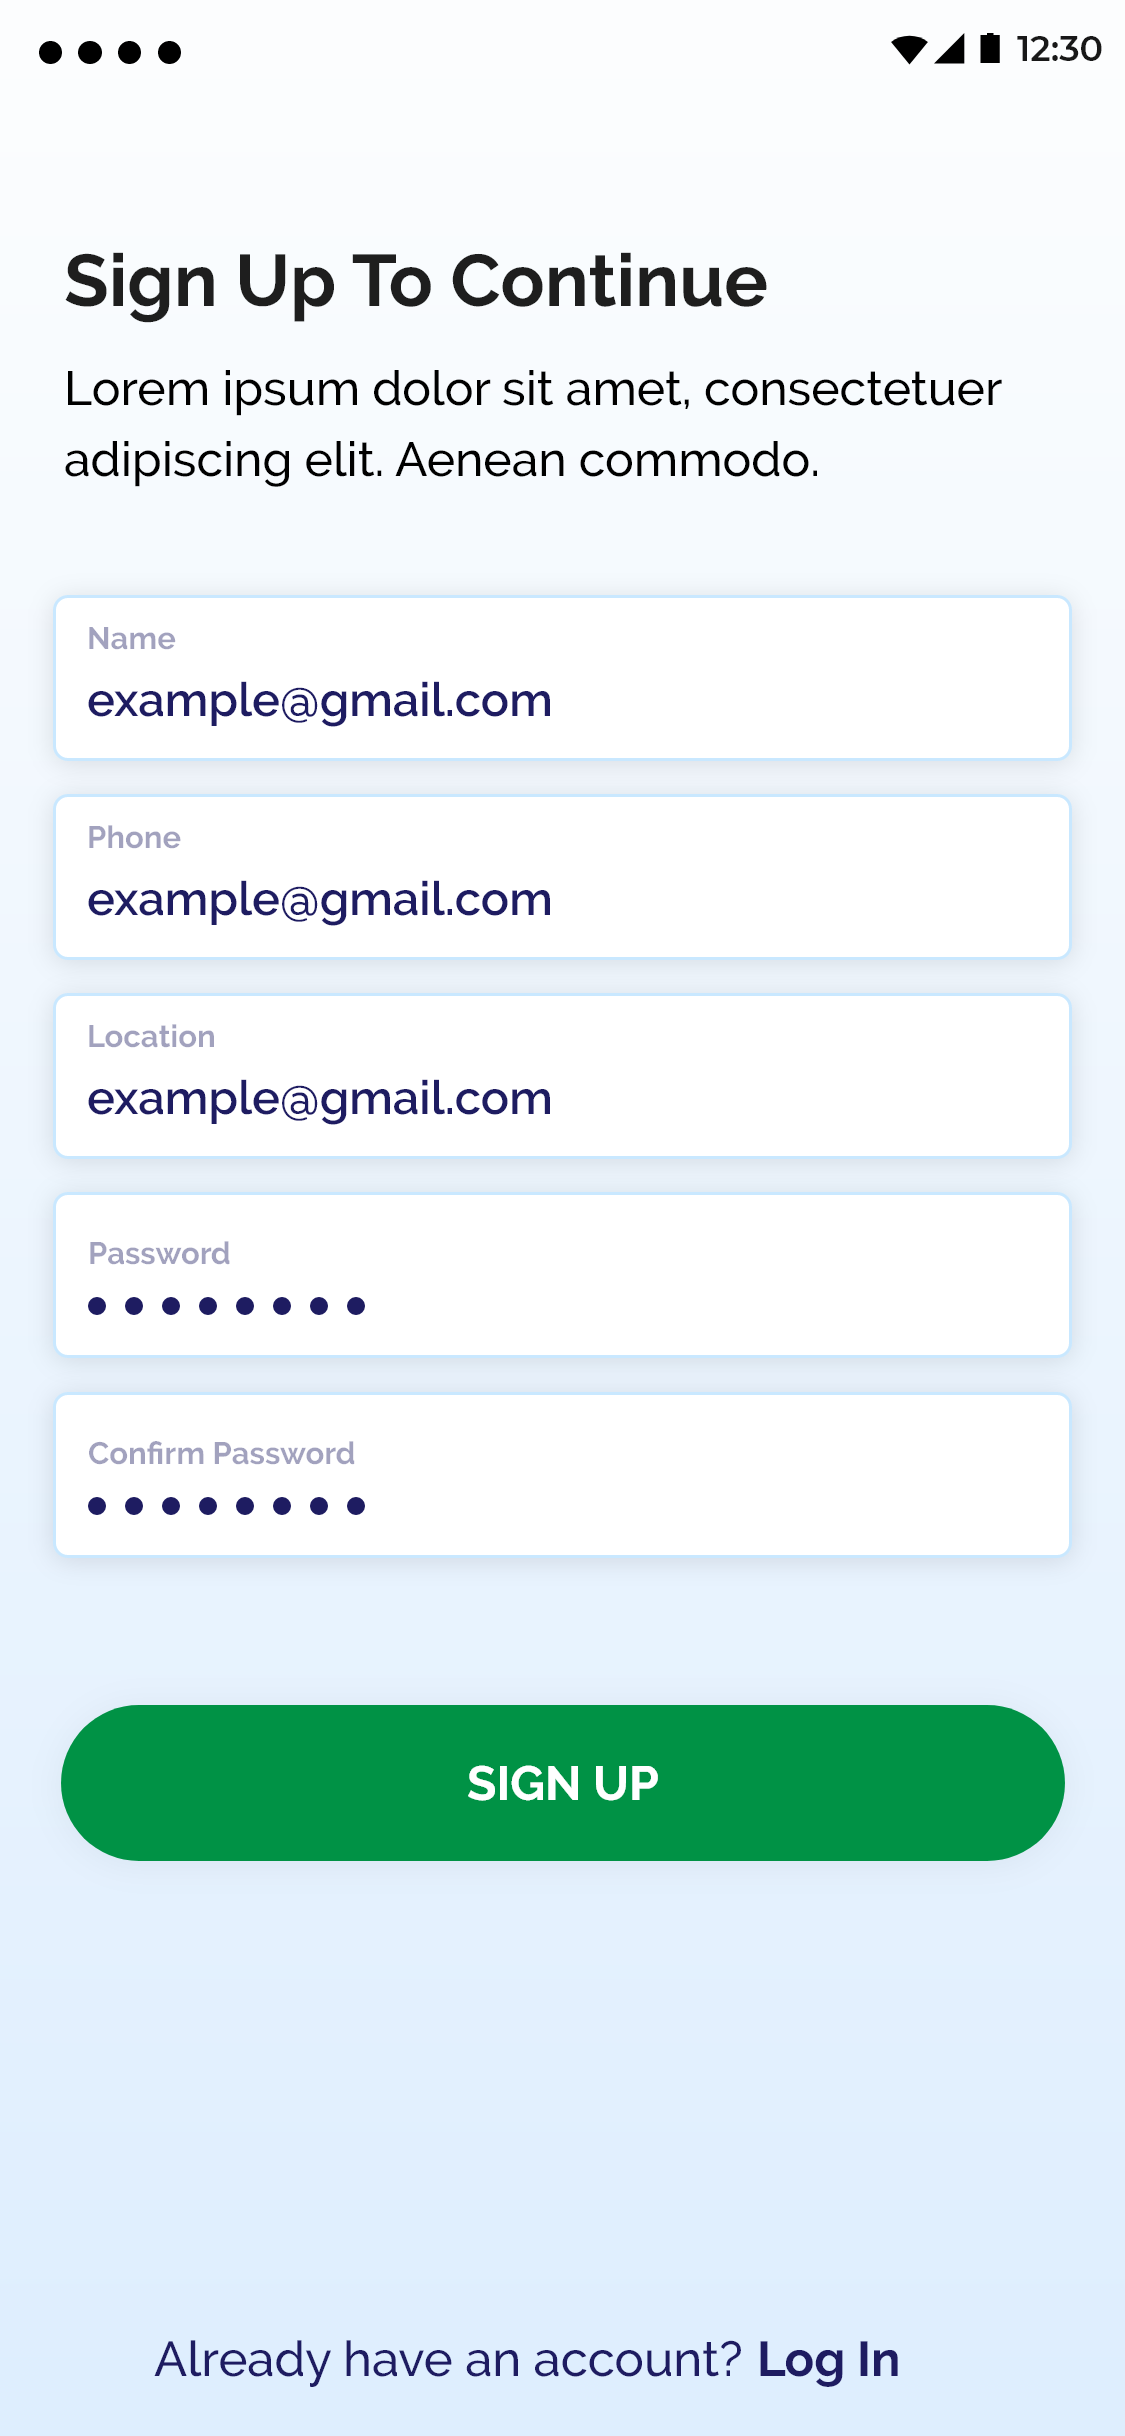 12:30
Sign Up To Continue
Lorem ipsum dolor sit amet, consectetuer
adipiscing elit. Aenean commodo.
Name
example@gmail.com
Phone
example@gmail.com
Location
example@gmail.com
Password
Confirm Password
SIGN UP
Already have an account? Log In